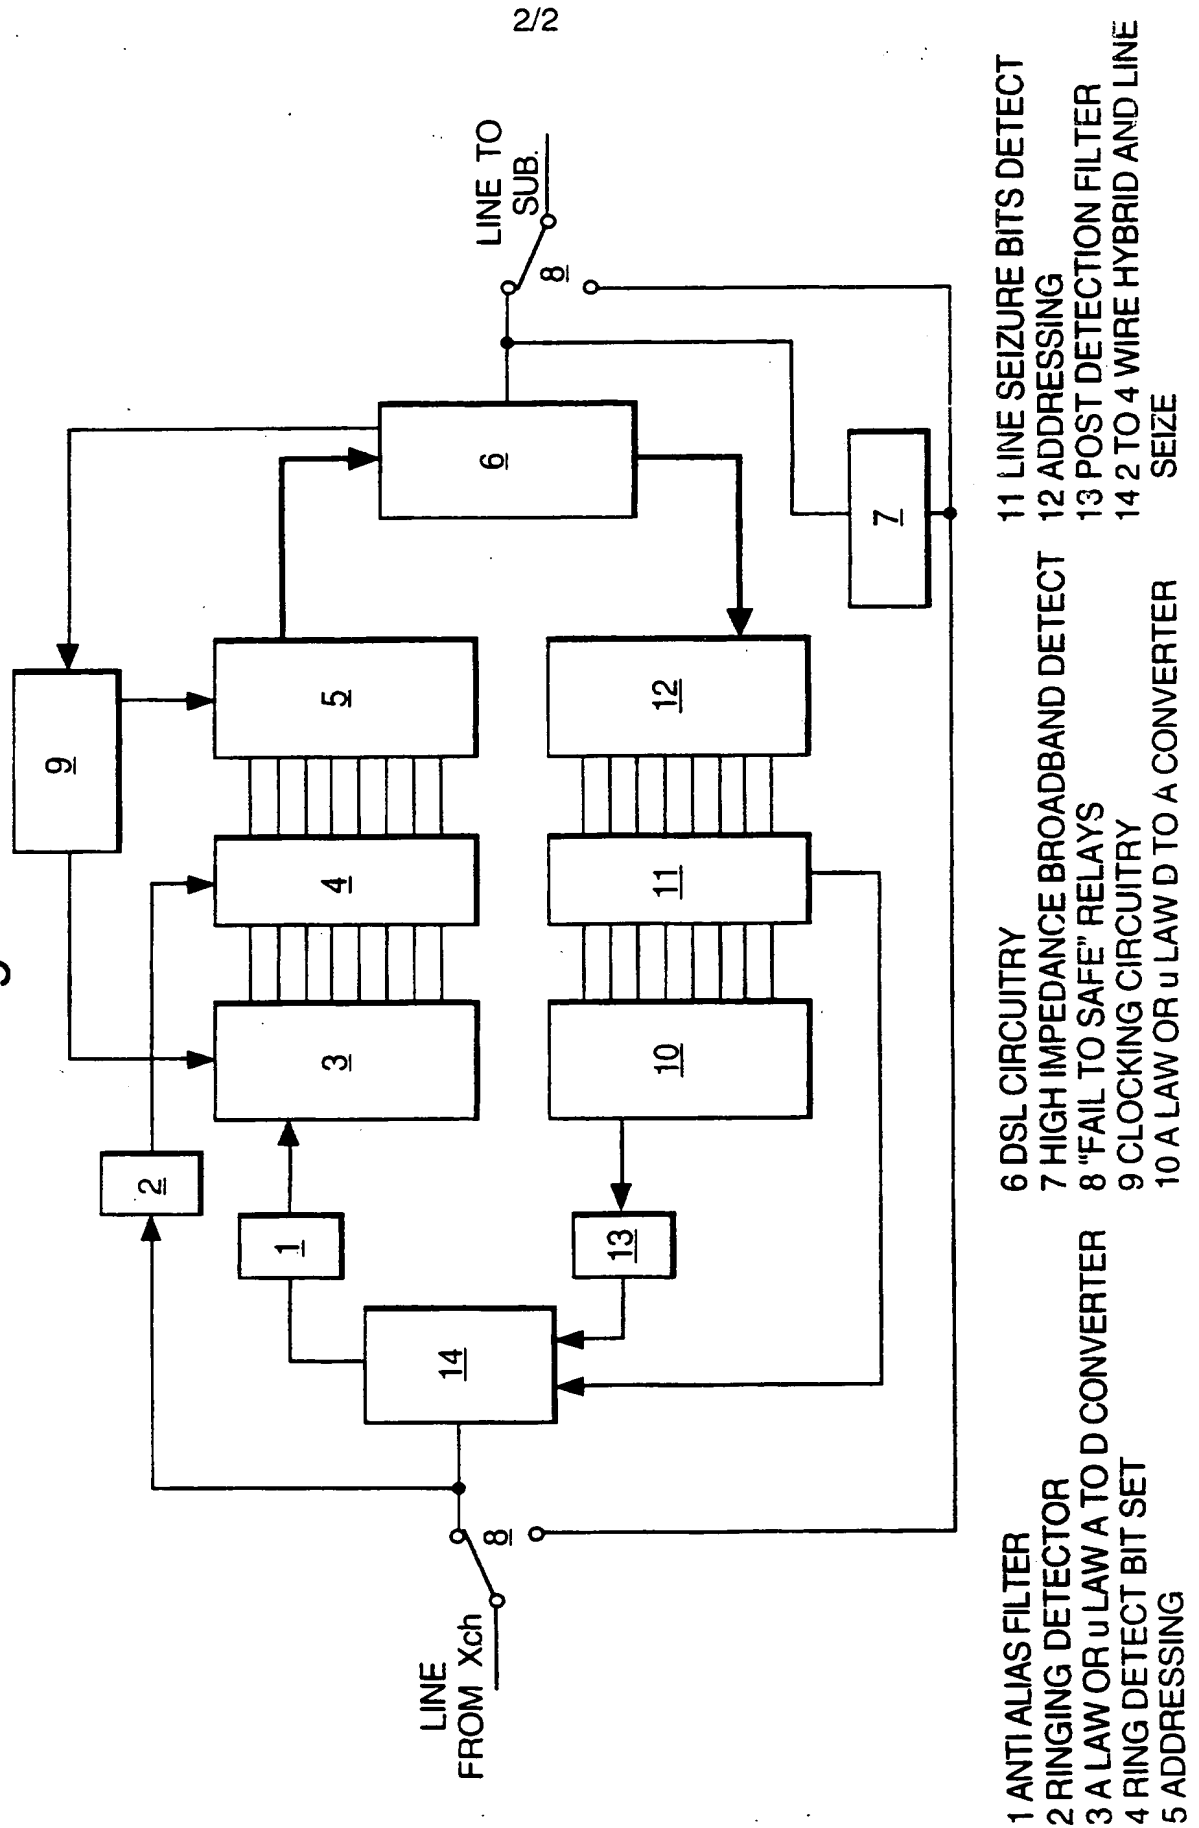 2/2
9
2
3
4
5
6
1
14
13
10
11
12
7
8
8
LINE
FROM Xch
LINE TO
SUB.
1 ANTI ALIAS FILTER
2 RINGING DETECTOR
3 A LAW OR u LAW A TO D CONVERTER
4 RING DETECT BIT SET
5 ADDRESSING
6 DSL CIRCUITRY
7 HIGH IMPEDANCE BROADBAND DETECT
8 "FAIL TO SAFE" RELAYS
9 CLOCKING CIRCUITRY
10 A LAW OR u LAW D TO A CONVERTER
11 LINE SEIZURE BITS DETECT
12 ADDRESSING
13 POST DETECTION FILTER
14 2 TO 4 WIRE HYBRID AND LINE
SEIZE